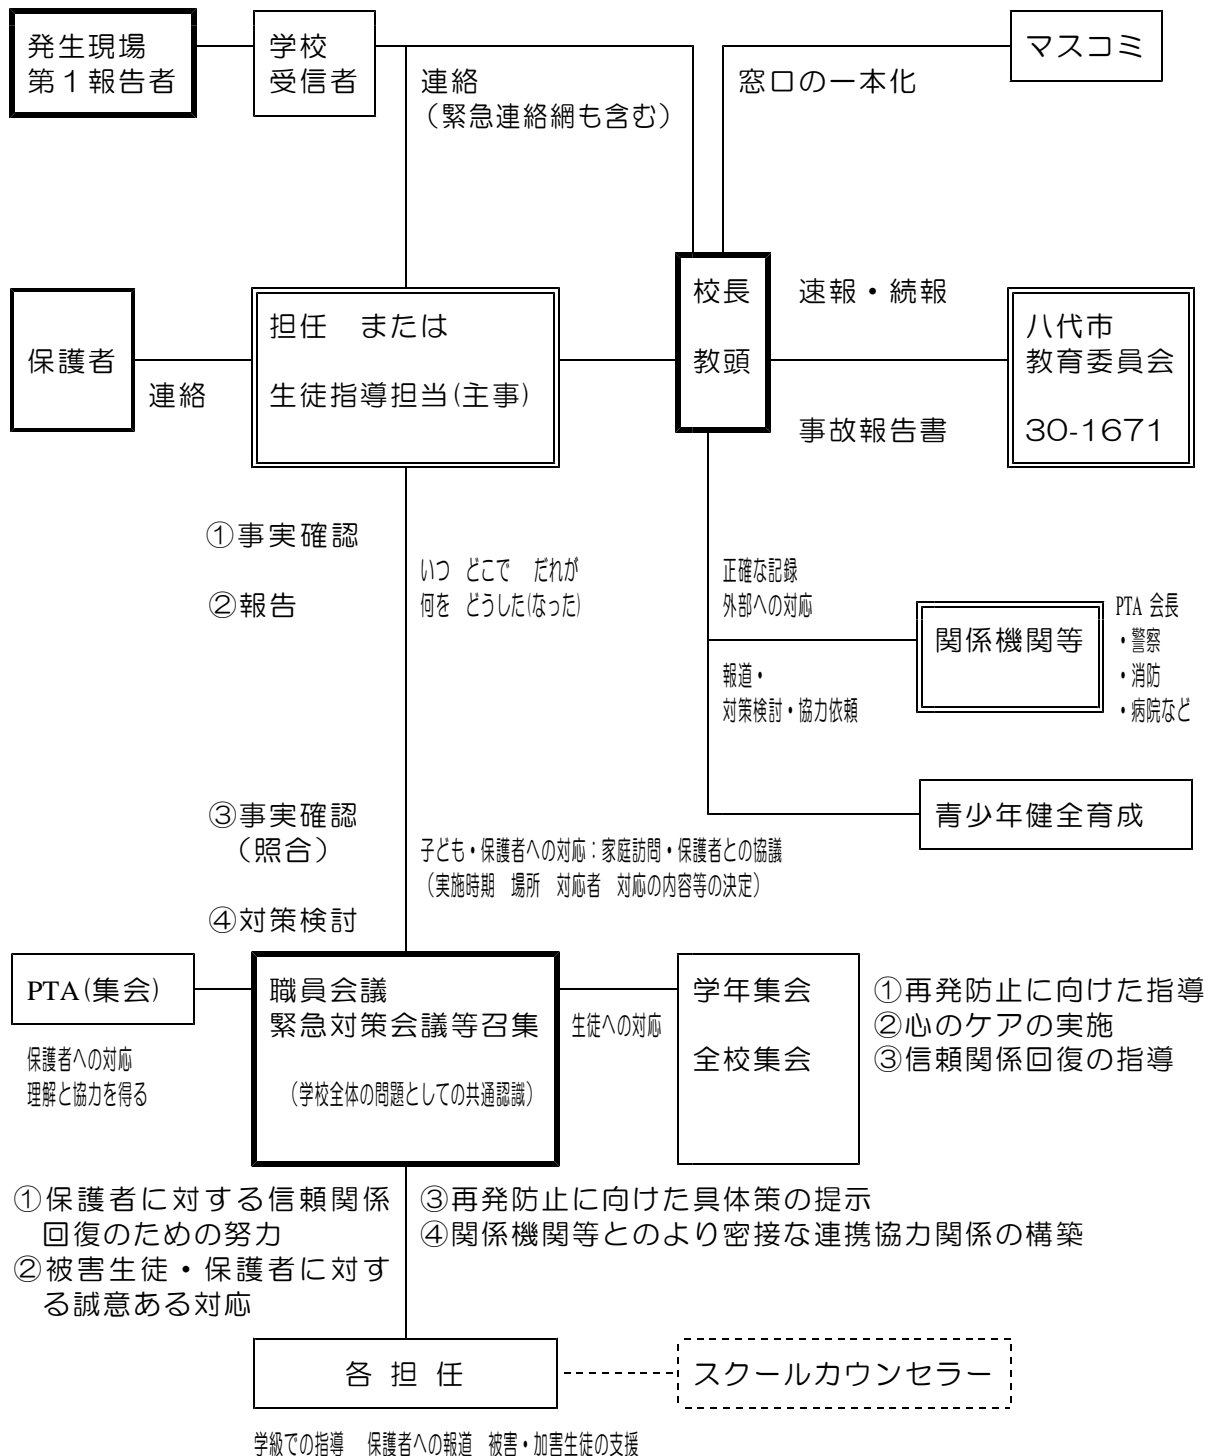 発生現場
第１報告者
学校
受信者
連絡
（緊急連絡網も含む）
窓口の一本化
マスコミ
保護者
連絡
担任　または
生徒指導担当(主事)
校長
教頭
速報・続報
事故報告書
八代市
教育委員会
30-1671
①事実確認
②報告
いつ　どこで　だれが
何を　どうした(なった)
正確な記録
外部への対応
報道・
対策検討・協力依頼
関係機関等
PTA 会長
・警察
・消防
・病院など
青少年健全育成
③事実確認
（照合）
④対策検討
子ども・保護者への対応：家庭訪問・保護者との協議
（実施時期　場所　対応者　対応の内容等の決定）
PTA(集会)
保護者への対応
理解と協力を得る
職員会議
緊急対策会議等召集
（学校全体の問題としての共通認識）
生徒への対応
学年集会
全校集会
①再発防止に向けた指導
②心のケアの実施
③信頼関係回復の指導
①保護者に対する信頼関係
回復のための努力
②被害生徒・保護者に対す
る誠意ある対応
③再発防止に向けた具体策の提示
④関係機関等とのより密接な連携協力関係の構築
各 担 任
スクールカウンセラー
学級での指導　保護者への報道　被害・加害生徒の支援